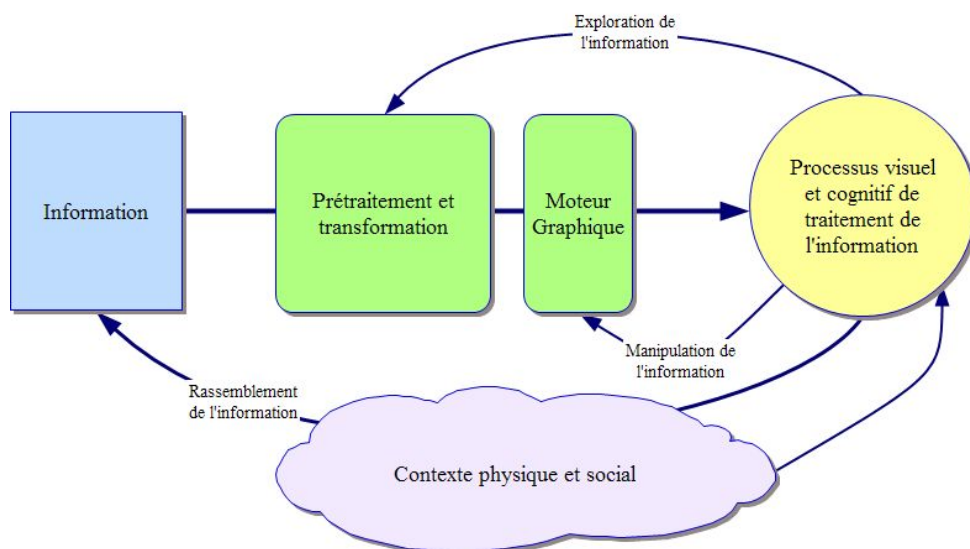 Exploration de
l'information
Information
Prétraitement et
transformation
Moteur
Graphique
Processus visuel
et cognitif de
traitement de
l'information
Manipulation de
l'information
Rassemblement
de l'information
Contexte physique et social